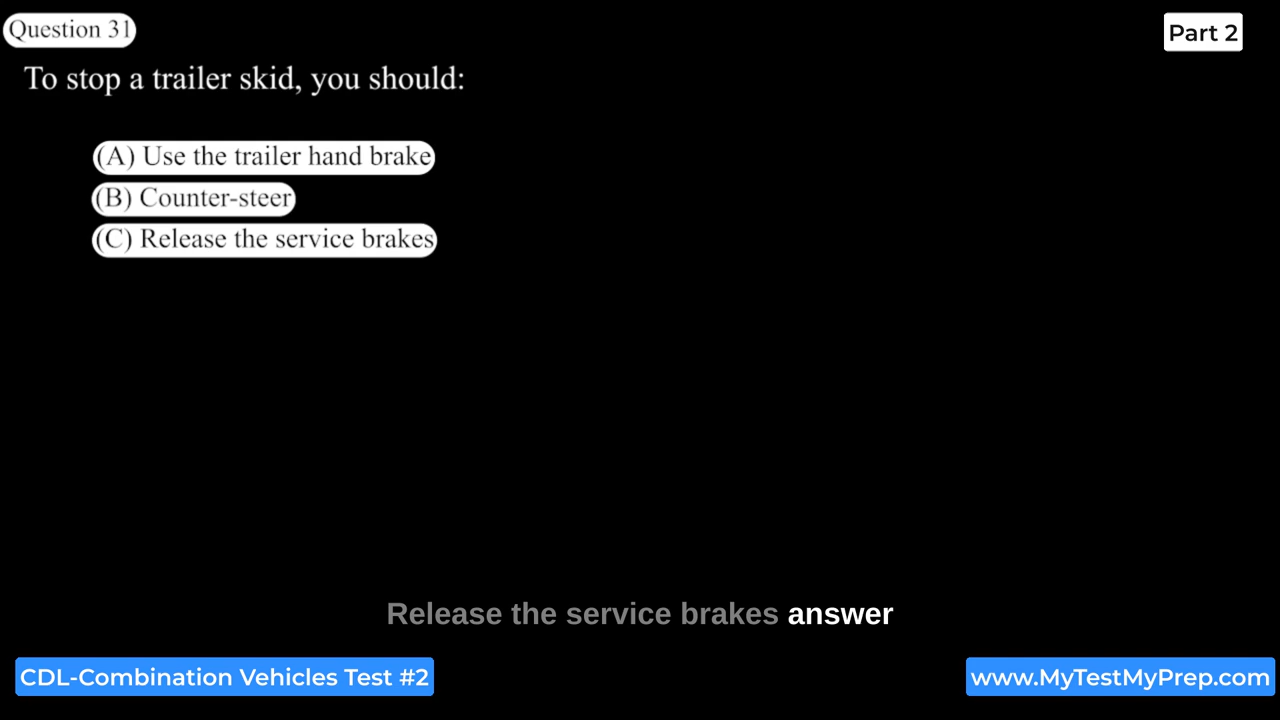 Question 31
Part 2
To stop a trailer skid, you should:
(A) Use the trailer hand brake
(B) Counter-steer
(C) Release the service brakes
Release the service brakes answer
CDL-Combination Vehicles Test #2
www.MyTestMyPrep.com